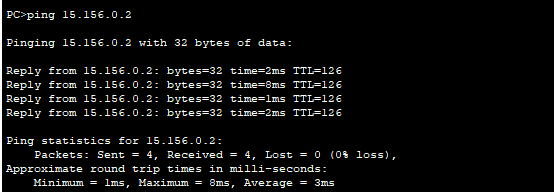 PC>ping 15.156.0.2
Pinging 15.156.0.2 with 32 bytes of data:
Reply from 15.156.0.2: bytes=32 time=2ms TTL=126
Reply from 15.156.0.2: bytes=32 time=8ms TTL=126
Reply from 15.156.0.2: bytes=32 time=1ms TTL=126
Reply from 15.156.0.2: bytes=32 time=2ms TTL=126
Ping statistics for 15.156.0.2:
Packets: Sent = 4, Received = 4, Lost = 0 (0% loss),
Approximate round trip times in milli-seconds:
Minimum = 1ms, Maximum = 8ms, Average = 3ms